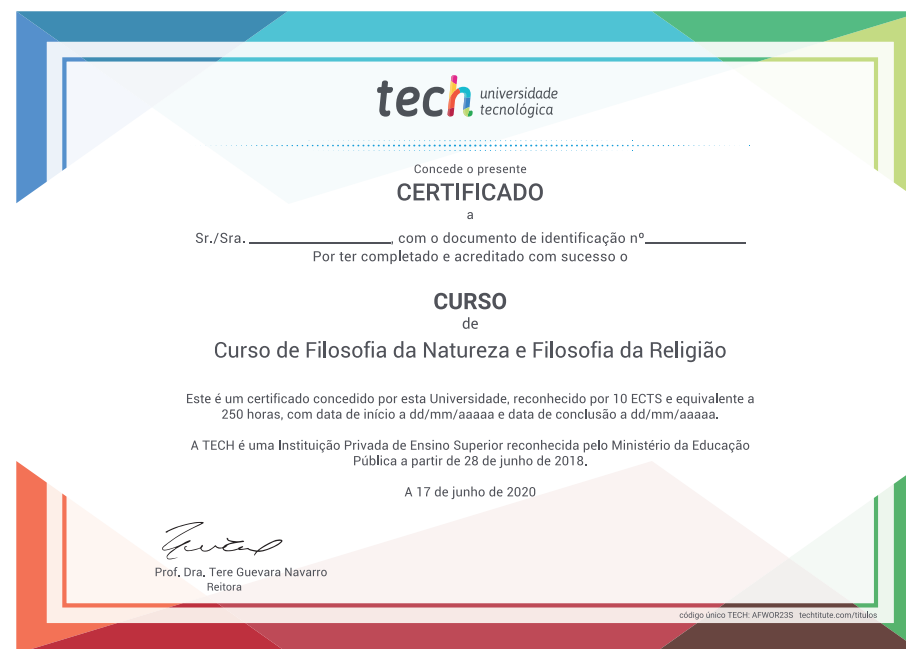 tech universidade
tecnológica
Concede o presente
CERTIFICADO
a
Sr./Sra. ____________________, com o documento de identificação nº______________
Por ter completado e acreditado com sucesso o
CURSO
de
Curso de Filosofia da Natureza e Filosofia da Religião
Este é um certificado concedido por esta Universidade, reconhecido por 10 ECTS e equivalente a
250 horas, com data de início a dd/mm/aaaaa e data de conclusão a dd/mm/aaaaa.
A TECH é uma Instituição Privada de Ensino Superior reconhecida pelo Ministério da Educação
Pública a partir de 28 de junho de 2018.
A 17 de junho de 2020
Prof. Dra. Tere Guevara Navarro
Reitora
código único TECH: AFWOR23S techtitute.com/titulos